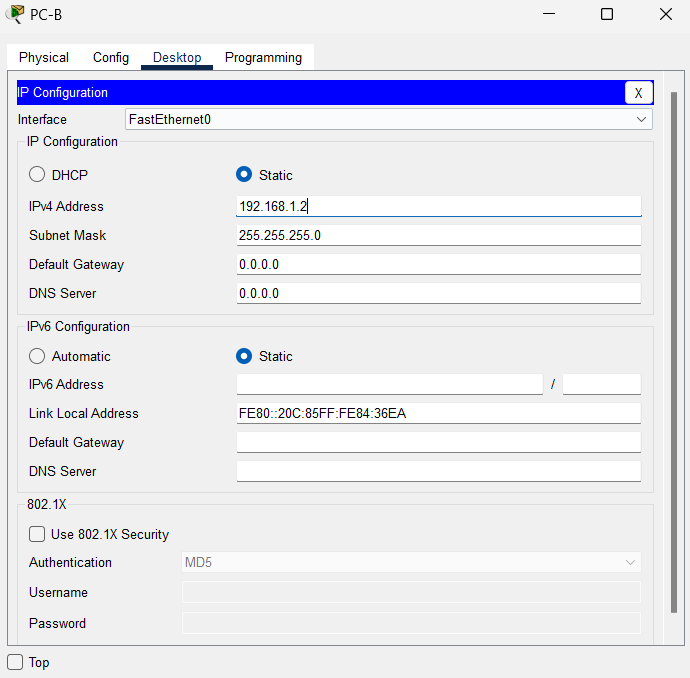 PC-B
Physical Config Desktop Programming
IP Configuration X
Interface FastEthernet0
IP Configuration
DHCP Static
IPv4 Address 192.168.1.2
Subnet Mask 255.255.255.0
Default Gateway 0.0.0.0
DNS Server 0.0.0.0
IPv6 Configuration
Automatic Static
IPv6 Address /
Link Local Address FE80::20C:85FF:FE84:36EA
Default Gateway
DNS Server
802.1X
Use 802.1X Security
Authentication MD5
Username
Password
Top